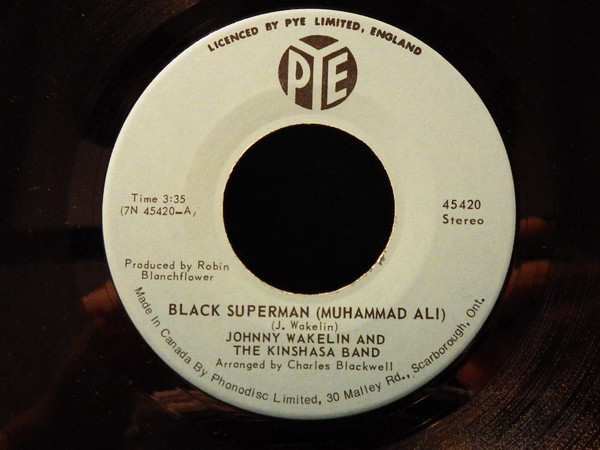 LICENCED BY PYE LIMITED, ENGLAND
PYE
Time 3:35
(7N 45420-A)
45420
Stereo
Produced by Robin
Blanchflower
BLACK SUPERMAN (MUHAMMAD ALI)
(J. Wakelin)
JOHNNY WAKELIN AND
THE KINSHASA BAND
Arranged by Charles Blackwell
Made In Canada By Phonodisc Limited, 30 Malley Rd., Scarborough, Ont.